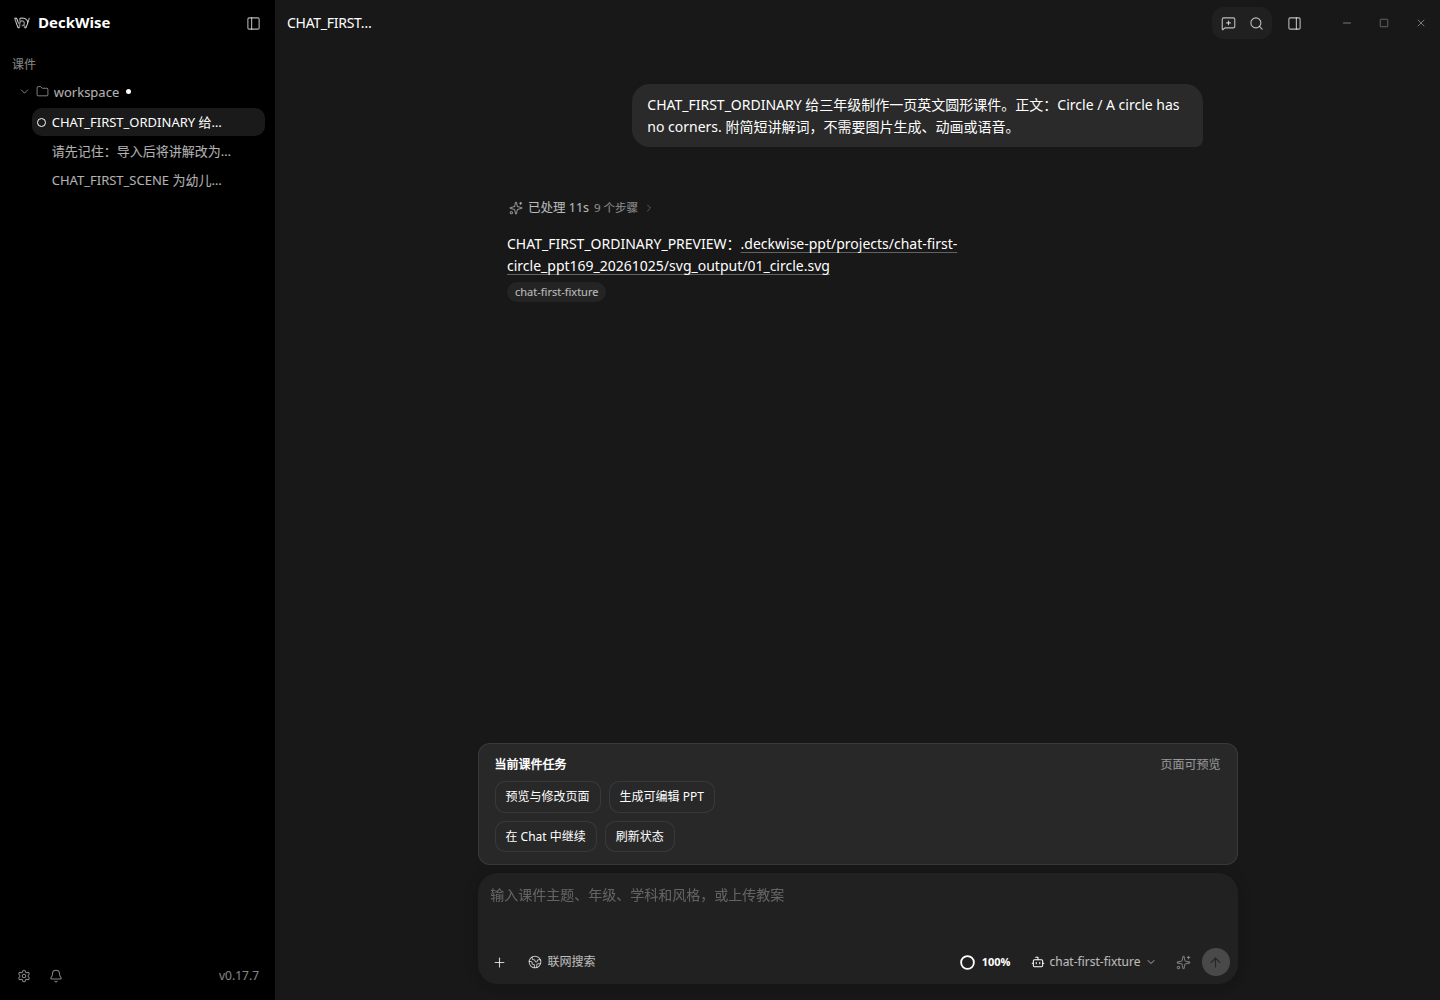 DeckWise
课件
workspace
CHAT_FIRST_ORDINARY 给...
请先记住：导入后将讲解改为...
CHAT_FIRST_SCENE 为幼儿...
v0.17.7
CHAT_FIRST...
CHAT_FIRST_ORDINARY 给三年级制作一页英文圆形课件。正文：Circle / A circle has
no corners. 附简短讲解词，不需要图片生成、动画或语音。
已处理 11s 9 个步骤
CHAT_FIRST_ORDINARY_PREVIEW：.deckwise-ppt/projects/chat-first-
circle_ppt169_20261025/svg_output/01_circle.svg
chat-first-fixture
当前课件任务 页面可预览
预览与修改页面 生成可编辑 PPT
在 Chat 中继续 刷新状态
输入课件主题、年级、学科和风格，或上传教案
联网搜索 100% chat-first-fixture